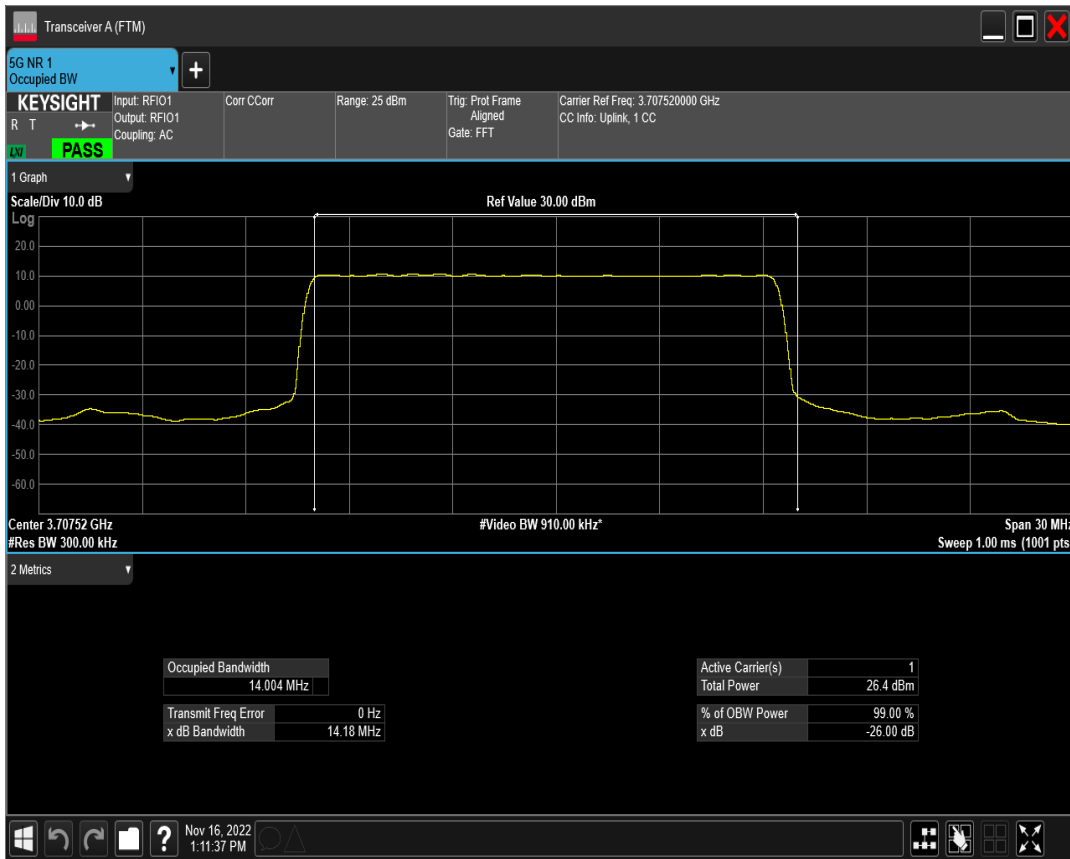 Transceiver A (FTM)
5G NR 1
Occupied BW
+
KEYSIGHT
R T
LXI
PASS
Input: RFIO1
Output: RFIO1
Coupling: AC
Corr CCorr
Range: 25 dBm
Trig: Prot Frame
Aligned
Gate: FFT
Carrier Ref Freq: 3.707520000 GHz
CC Info: Uplink, 1 CC
1 Graph
Scale/Div 10.0 dB
Ref Value 30.00 dBm
Log
20.0
10.0
0.00
-10.0
-20.0
-30.0
-40.0
-50.0
-60.0
Center 3.70752 GHz
#Video BW 910.00 kHz*
Span 30 MHz
#Res BW 300.00 kHz
Sweep 1.00 ms (1001 pts
2 Metrics
Occupied Bandwidth
14.004 MHz
Transmit Freq Error 0 Hz
x dB Bandwidth 14.18 MHz
Active Carrier(s) 1
Total Power 26.4 dBm
% of OBW Power 99.00 %
x dB -26.00 dB
?
Nov 16, 2022
1:11:37 PM